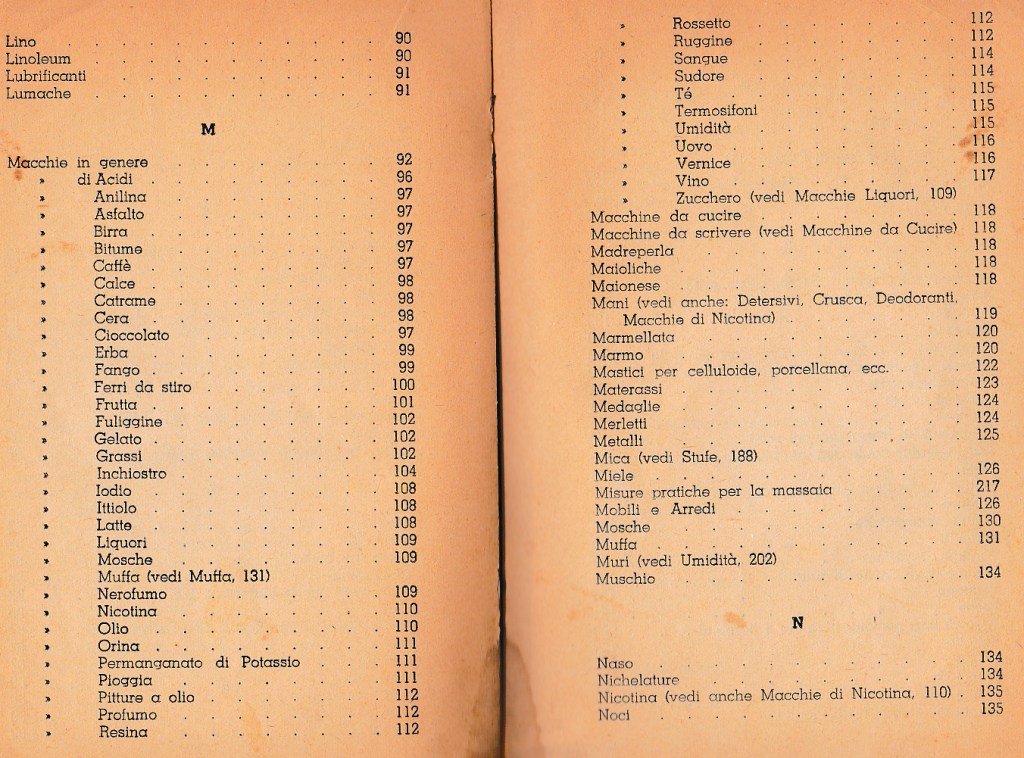 Lino . . . . . . . . . . . . 90
Linoleum . . . . . . . . . . 90
Lubrificanti . . . . . . . . . . 91
Lumache . . . . . . . . . . . 91
M
Macchie in genere . . . . . . . . 92
» di Acidi . . . . . . . . . 96
» Anilina . . . . . . . . 97
» Asfalto . . . . . . . . 97
» Birra . . . . . . . . . 97
» Bitume . . . . . . . . 97
» Caffè . . . . . . . . . 97
» Calce . . . . . . . . . 98
» Catrame . . . . . . . . 98
» Cera . . . . . . . . . 98
» Cioccolato . . . . . . . 97
» Erba . . . . . . . . . 99
» Fango . . . . . . . . . 99
» Ferri da stiro . . . . . . . 100
» Frutta . . . . . . . . . 101
» Fuliggine . . . . . . . . 102
» Gelato . . . . . . . . . 102
» Grassi . . . . . . . . . 102
» Inchiostro . . . . . . . . 104
» Iodio . . . . . . . . . 108
» Ittiolo . . . . . . . . . 108
» Latte . . . . . . . . . 108
» Liquori . . . . . . . . . 109
» Mosche . . . . . . . . 109
» Muffa (vedi Muffa, 131)
» Nerofumo . . . . . . . . 109
» Nicotina . . . . . . . . 110
» Olio . . . . . . . . . 110
» Orina . . . . . . . . . 111
» Permanganato di Potassio . . . 111
» Pioggia . . . . . . . . 111
» Pitture a olio . . . . . . . 112
» Profumo . . . . . . . . 112
» Resina . . . . . . . . 112
» Rossetto . . . . . . . . 112
» Ruggine . . . . . . . . 112
» Sangue . . . . . . . . 114
» Sudore . . . . . . . . 114
» Té . . . . . . . . . . 115
» Termosifoni . . . . . . . 115
» Umidità . . . . . . . . 115
» Uovo . . . . . . . . . 116
» Vernice . . . . . . . . 116
» Vino . . . . . . . . . 117
» Zucchero (vedi Macchie Liquori, 109)
Macchine da cucire . . . . . . . . 118
Macchine da scrivere (vedi Macchine da Cucire) 118
Madreperla . . . . . . . . . . 118
Maioliche . . . . . . . . . . . 118
Maionese . . . . . . . . . . . 118
Mani (vedi anche: Detersivi, Crusca, Deodoranti,
Macchie di Nicotina) . . . . . . . 119
Marmellata . . . . . . . . . . 120
Marmo . . . . . . . . . . . 120
Mastici per celluloide, porcellana, ecc. . . . 122
Materassi . . . . . . . . . . . 123
Medaglie . . . . . . . . . . . 124
Merletti . . . . . . . . . . . 124
Metalli . . . . . . . . . . . 125
Mica (vedi Stufe, 188)
Miele . . . . . . . . . . . . 126
Misure pratiche per la massaia . . . . . 217
Mobili e Arredi . . . . . . . . . 126
Mosche . . . . . . . . . . . 130
Muffa . . . . . . . . . . . . 131
Muri (vedi Umidità, 202)
Muschio . . . . . . . . . . . 134
N
Naso . . . . . . . . . . . . 134
Nichelature . . . . . . . . . . 134
Nicotina (vedi anche Macchie di Nicotina, 110) . 135
Noci . . . . . . . . . . . . 135